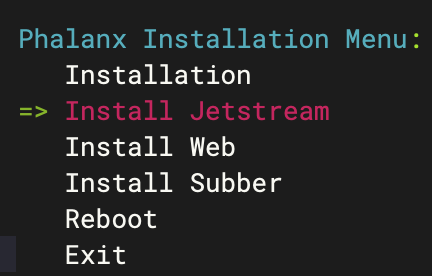 Phalanx Installation Menu:
Installation
=> Install Jetstream
Install Web
Install Subber
Reboot
Exit